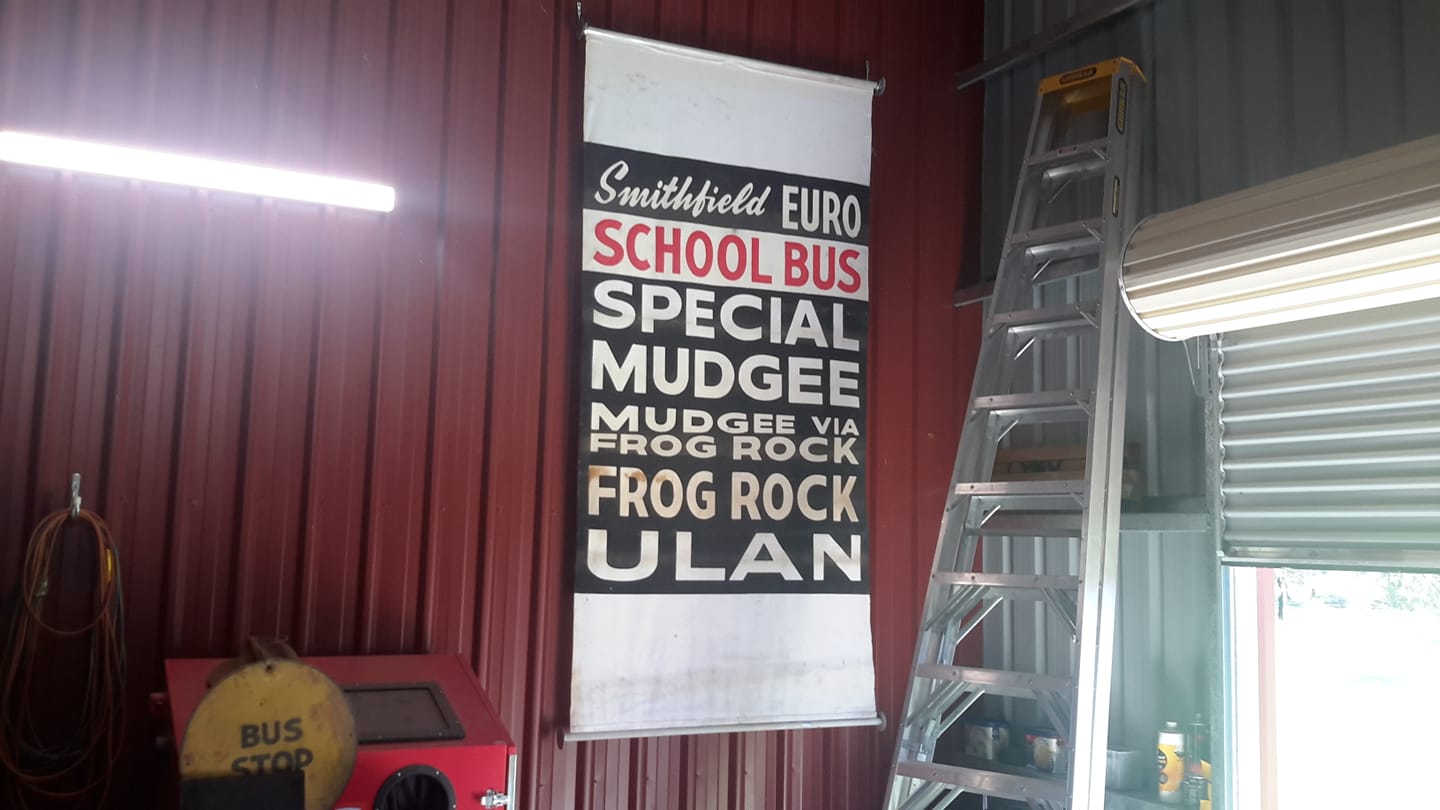 Smithfield EURO
SCHOOL BUS
SPECIAL
MUDGEE
MUDGEE VIA
FROG ROCK
FROG ROCK
ULAN
BUS
STOP